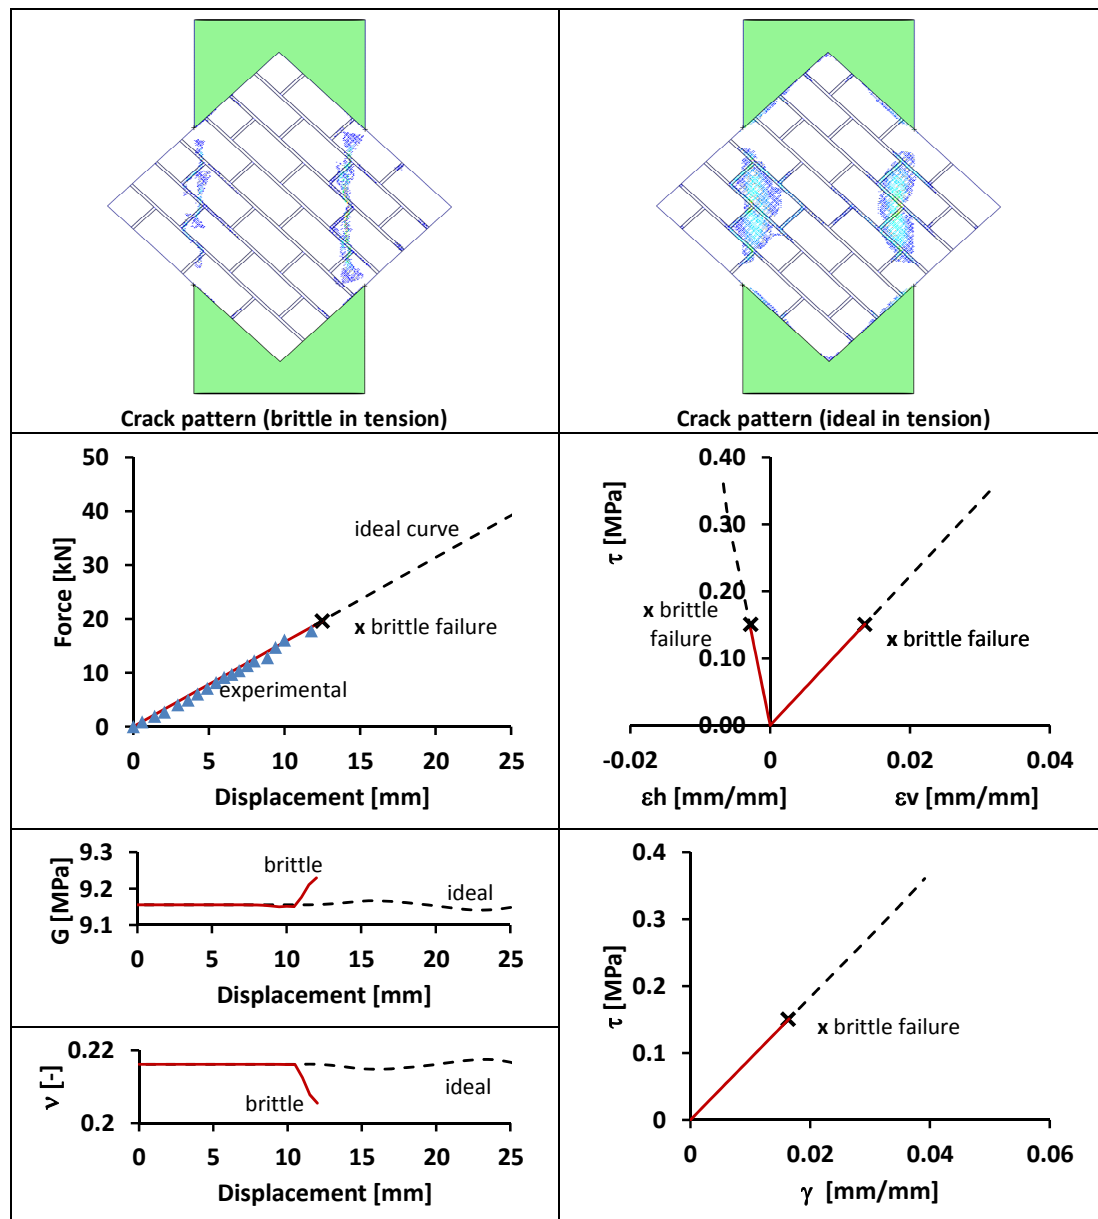 Crack pattern (brittle in tension)
Crack pattern (ideal in tension)
50
40
30
20
10
0
Force [kN]
ideal curve
x brittle failure
experimental
0 5 10 15 20 25
Displacement [mm]
0.40
0.30
0.20
0.10
0.00
τ [MPa]
x brittle
failure
x brittle failure
-0.02 0 0.02 0.04
εh [mm/mm] εv [mm/mm]
9.3
9.2
9.1
G [MPa]
brittle
ideal
0 5 10 15 20 25
Displacement [mm]
0.22
0.2
ν [-]
brittle
ideal
0 5 10 15 20 25
Displacement [mm]
0.4
0.3
0.2
0.1
0
τ [MPa]
x brittle failure
0 0.02 0.04 0.06
γ [mm/mm]